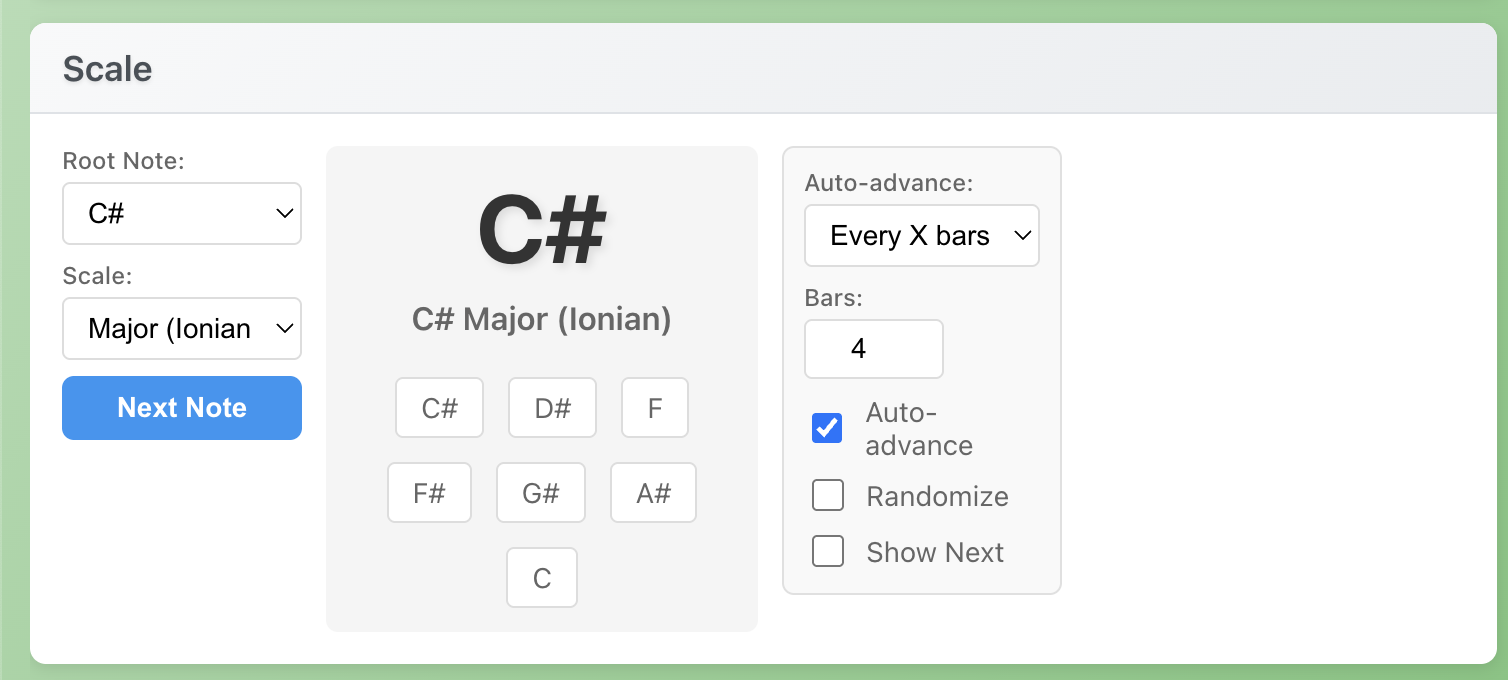 Scale
Root Note:
C#
Scale:
Major (Ionian
Next Note
C#
C# Major (Ionian)
C# D# F
F# G# A#
C
Auto-advance:
Every X bars
Bars:
4
Auto-
advance
Randomize
Show Next